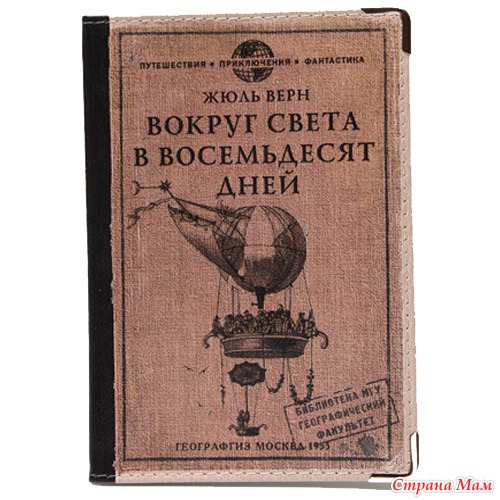 ПУТЕШЕСТВИЯ • ПРИКЛЮЧЕНИЯ • ФАНТАСТИКА
ЖЮЛЬ ВЕРН
ВОКРУГ СВЕТА
В ВОСЕМЬДЕСЯТ
ДНЕЙ
БИБЛИОТЕКА МГУ
ГЕОГРАФИЧЕСКИЙ
ФАКУЛЬТЕТ
ГЕОГРАФГИЗ МОСКВА 1953
Страна Мам